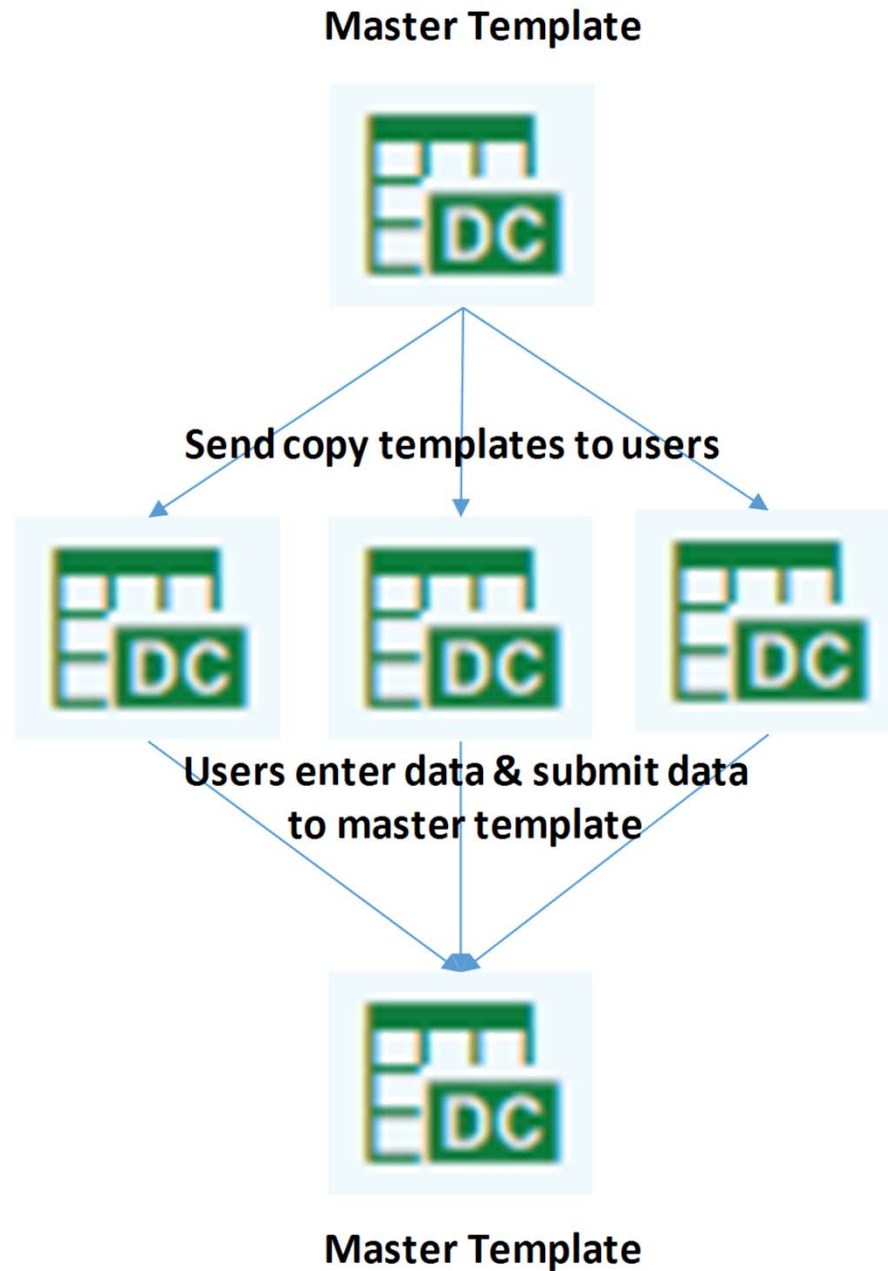 Master Template
DC
Send copy templates to users
DC
DC
DC
Users enter data & submit data
to master template
DC
Master Template